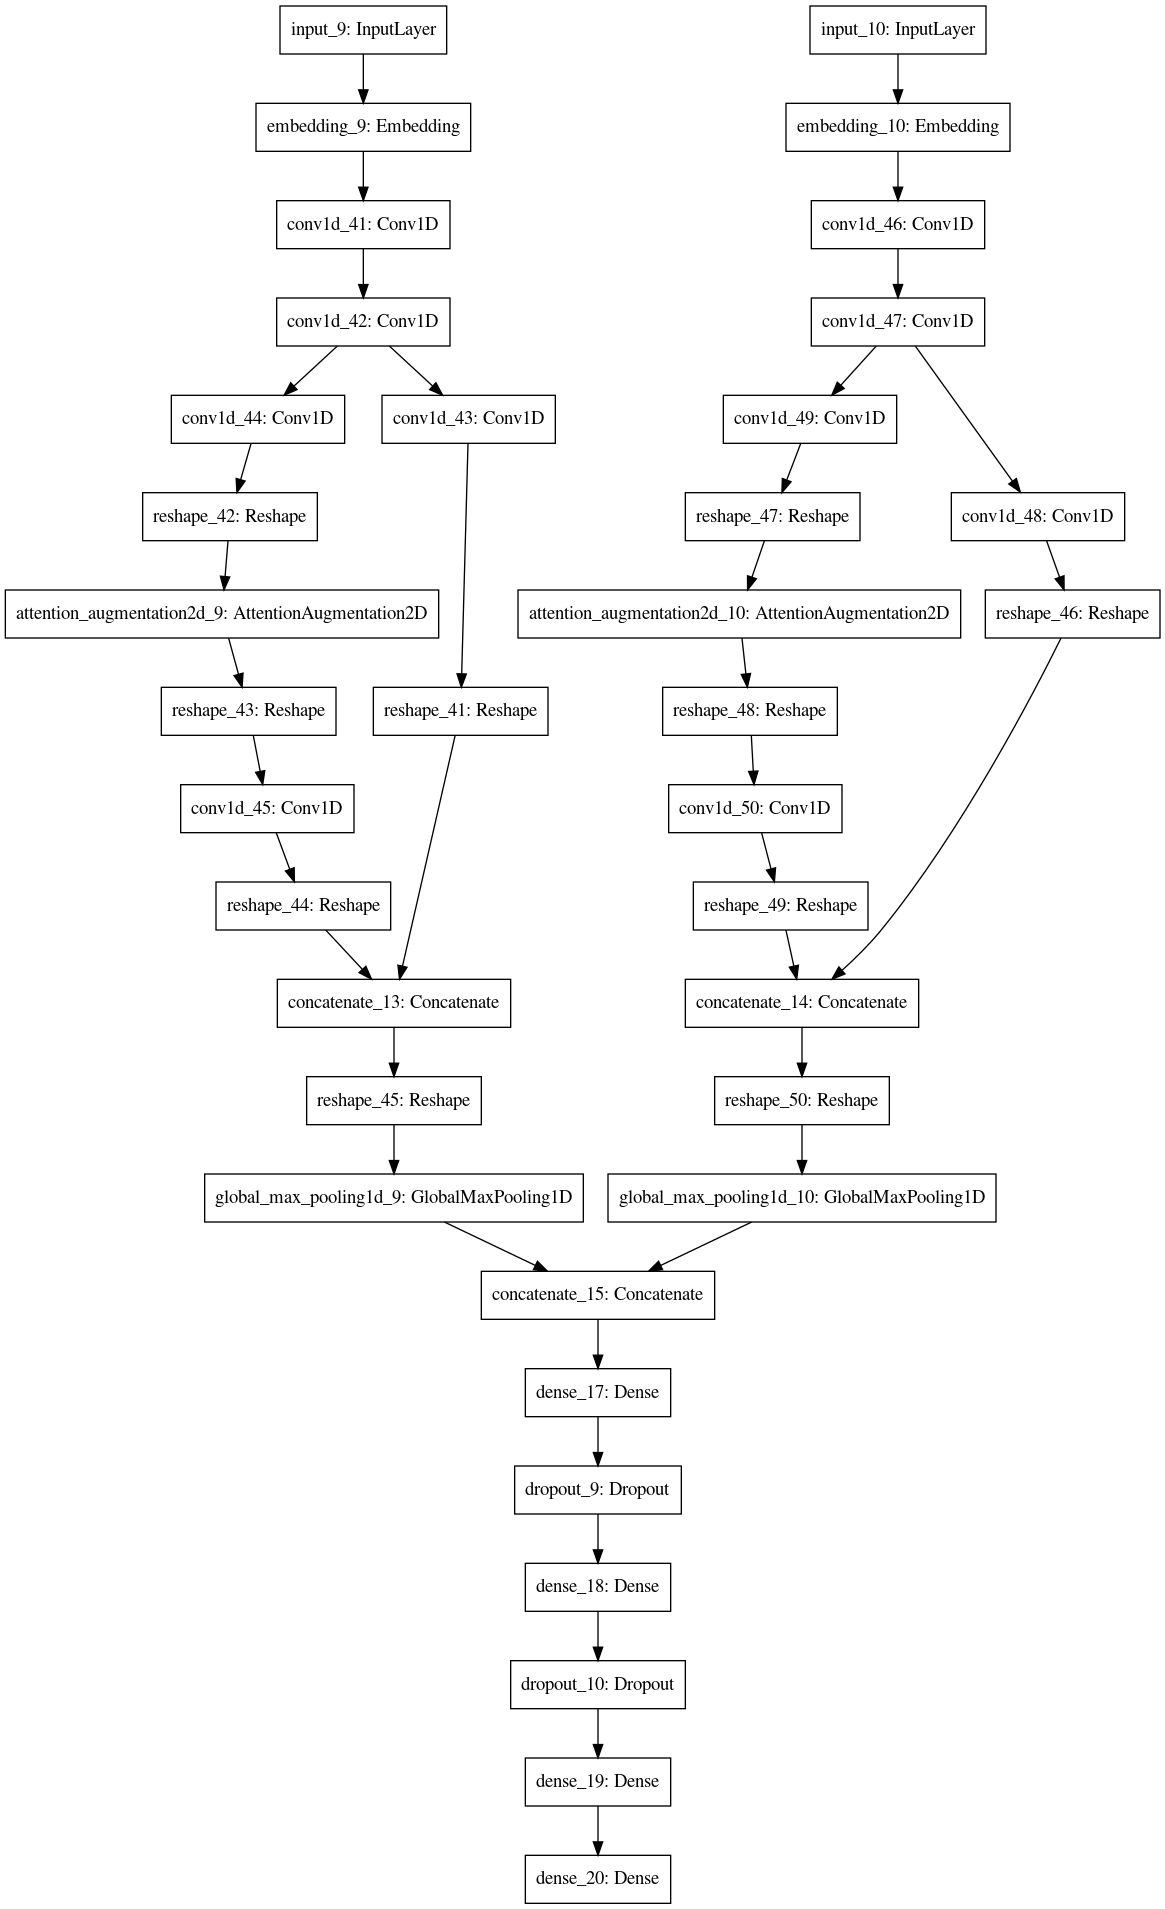 input_9: InputLayer
input_10: InputLayer
embedding_9: Embedding
embedding_10: Embedding
conv1d_41: Conv1D
conv1d_46: Conv1D
conv1d_42: Conv1D
conv1d_47: Conv1D
conv1d_44: Conv1D
conv1d_43: Conv1D
conv1d_49: Conv1D
reshape_42: Reshape
reshape_47: Reshape
conv1d_48: Conv1D
attention_augmentation2d_9: AttentionAugmentation2D
attention_augmentation2d_10: AttentionAugmentation2D
reshape_46: Reshape
reshape_43: Reshape
reshape_41: Reshape
reshape_48: Reshape
conv1d_45: Conv1D
conv1d_50: Conv1D
reshape_44: Reshape
reshape_49: Reshape
concatenate_13: Concatenate
concatenate_14: Concatenate
reshape_45: Reshape
reshape_50: Reshape
global_max_pooling1d_9: GlobalMaxPooling1D
global_max_pooling1d_10: GlobalMaxPooling1D
concatenate_15: Concatenate
dense_17: Dense
dropout_9: Dropout
dense_18: Dense
dropout_10: Dropout
dense_19: Dense
dense_20: Dense